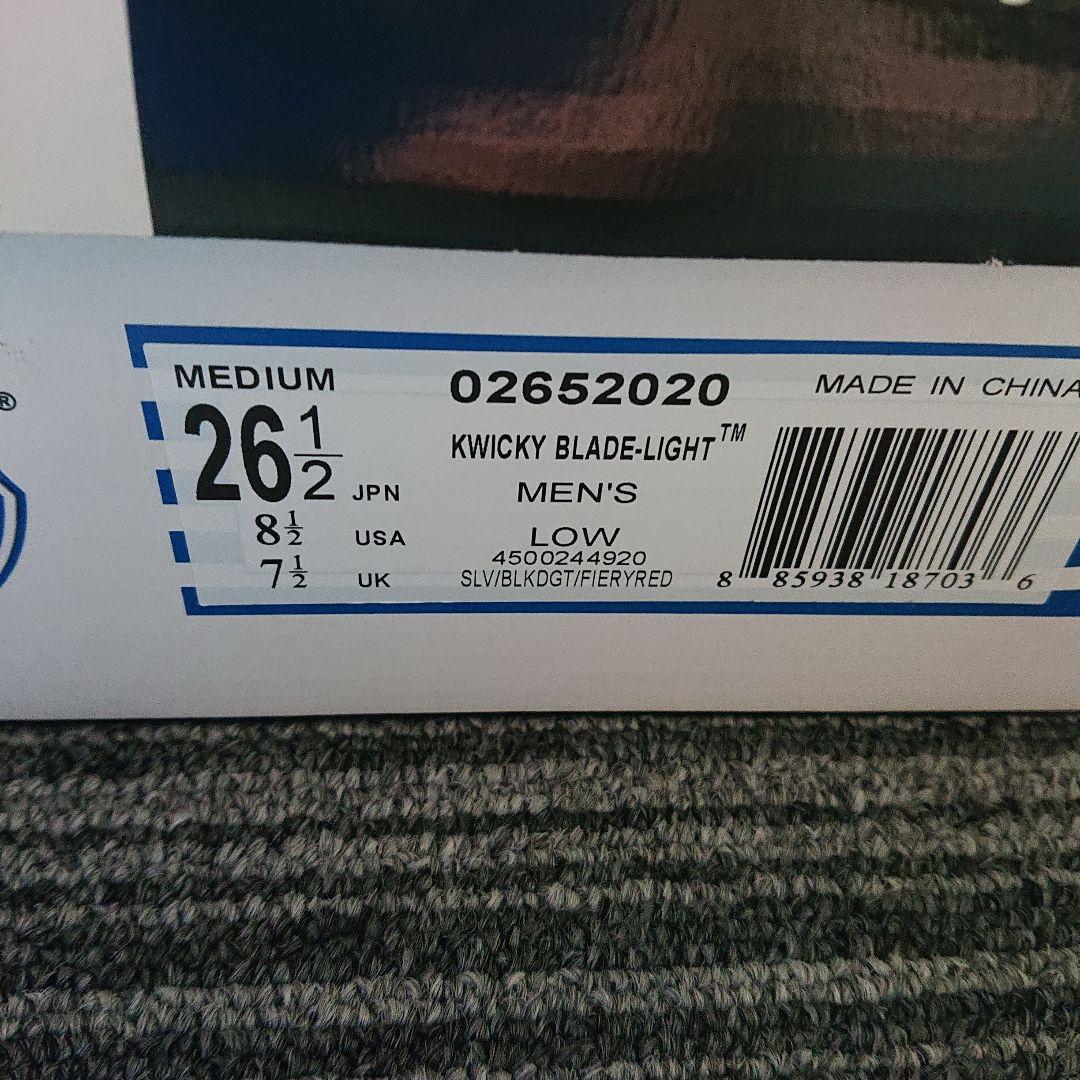 ®
MEDIUM
26 1/2 JPN
8 1/2 USA
7 1/2 UK
02652020
KWICKY BLADE-LIGHT™
MEN'S
LOW
4500244920
SLV/BLKDGT/FIERYRED
MADE IN CHINA
8 85938 18703 6